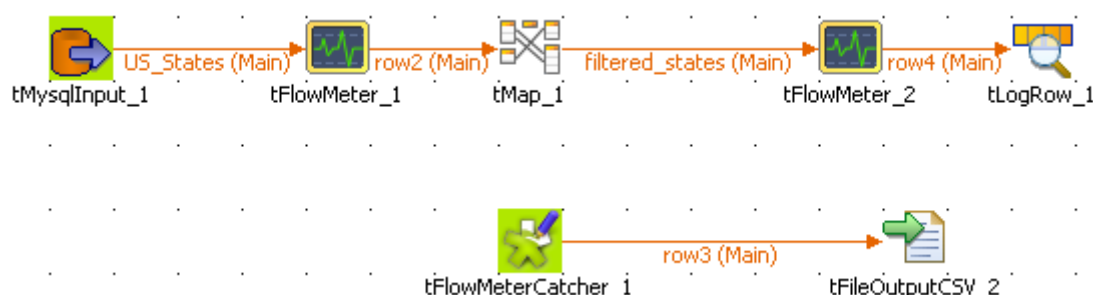 US_States (Main)
row2 (Main)
filtered_states (Main)
row4 (Main)
tMysqlInput_1
tFlowMeter_1
tMap_1
tFlowMeter_2
tLogRow_1
row3 (Main)
tFlowMeterCatcher_1
tFileOutputCSV_2